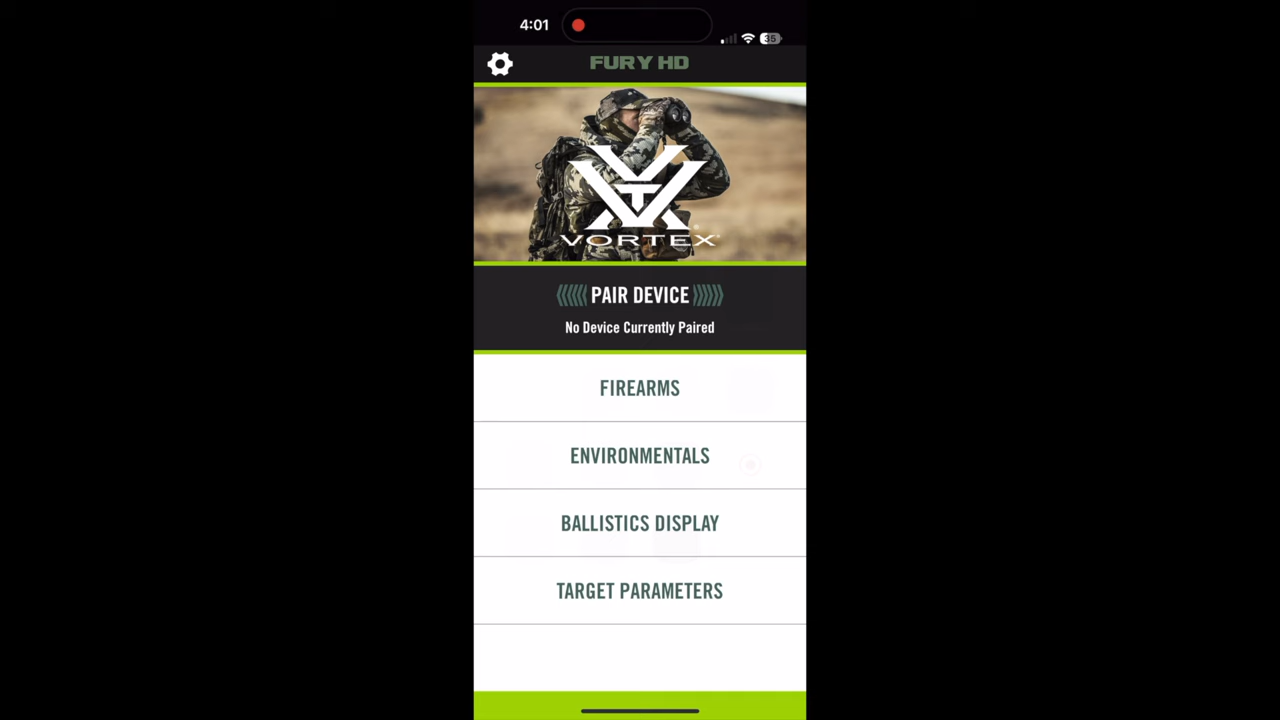 4:01
35
FURY HD
VORTEX
PAIR DEVICE
No Device Currently Paired
FIREARMS
ENVIRONMENTALS
BALLISTICS DISPLAY
TARGET PARAMETERS